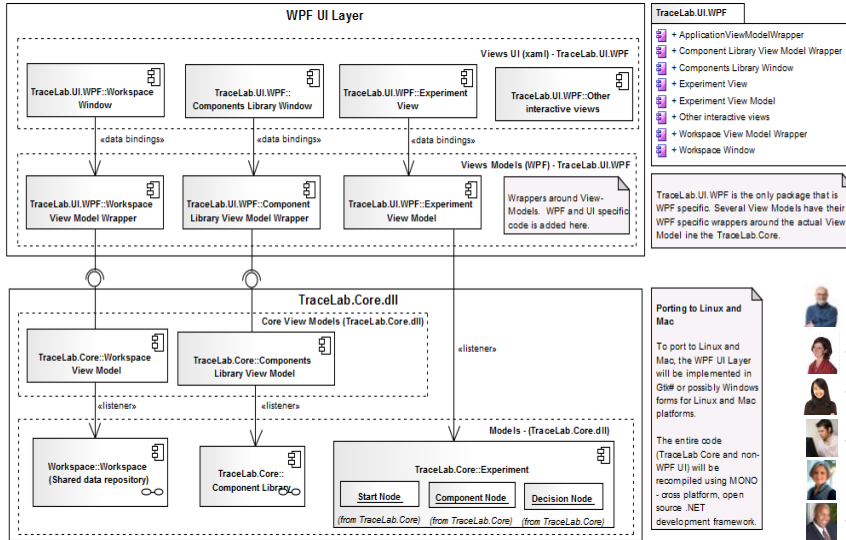 WPF UI Layer
Views UI (xaml) - TraceLab.UI.WPF
TraceLab.UI.WPF::Workspace
Window
TraceLab.UI.WPF::
Components Library Window
TraceLab.UI.WPF::Experiment
View
TraceLab.UI.WPF::Other
interactive views
«data bindings»
«data bindings»
«data bindings»
Views Models (WPF) - TraceLab.UI.WPF
TraceLab.UI.WPF::Workspace
View Model Wrapper
TraceLab.UI.WPF::Component
Library View Model Wrapper
TraceLab.UI.WPF::Experiment
View Model
Wrappers around View-
Models. WPF and UI specific
code is added here.
TraceLab.Core.dll
Core View Models (TraceLab.Core.dll)
TraceLab.Core::Workspace
View Model
TraceLab.Core::Components
Library View Model
«listener»
«listener»
«listener»
Models - (TraceLab.Core.dll)
Workspace::Workspace
(Shared data repository)
TraceLab.Core::
Component Library
TraceLab.Core::Experiment
Start Node
Component Node
Decision Node
(from TraceLab.Core)
(from TraceLab.Core)
(from TraceLab.Core)
TraceLab.UI.WPF
+ ApplicationViewModelWrapper
+ Component Library View Model Wrapper
+ Components Library Window
+ Experiment View
+ Experiment View Model
+ Other interactive views
+ Workspace View Model Wrapper
+ Workspace Window
TraceLab.UI.WPF is the only package that is
WPF specific. Several View Models have their
WPF specific wrappers around the actual View
Model ine the TraceLab.Core.
Porting to Linux and
Mac
To port to Linux and
Mac, the WPF UI Layer
will be implemented in
Gtk# or possibly Windows
forms for Linux and Mac
platforms.
The entire code
(TraceLab Core and non-
WPF UI) will be
recompiled using MONO
- cross platform, open
source .NET
development framework.